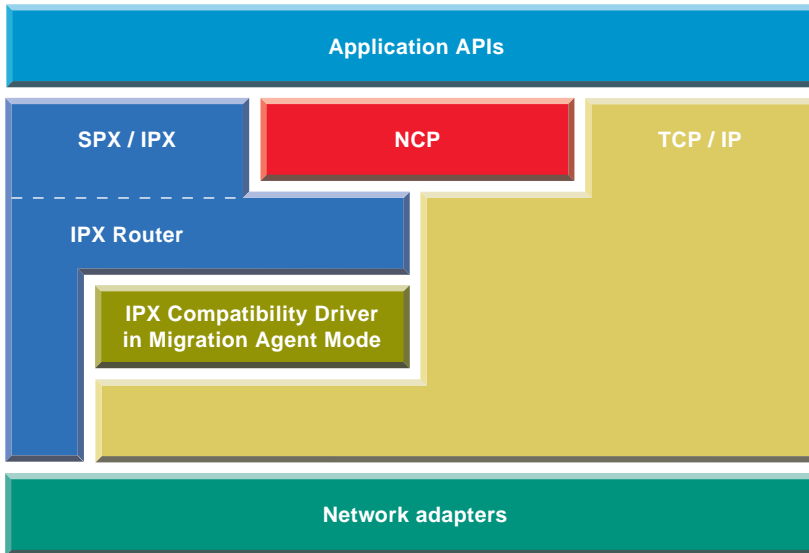 Application APIs
SPX / IPX
NCP
TCP / IP
IPX Router
IPX Compatibility Driver
in Migration Agent Mode
Network adapters